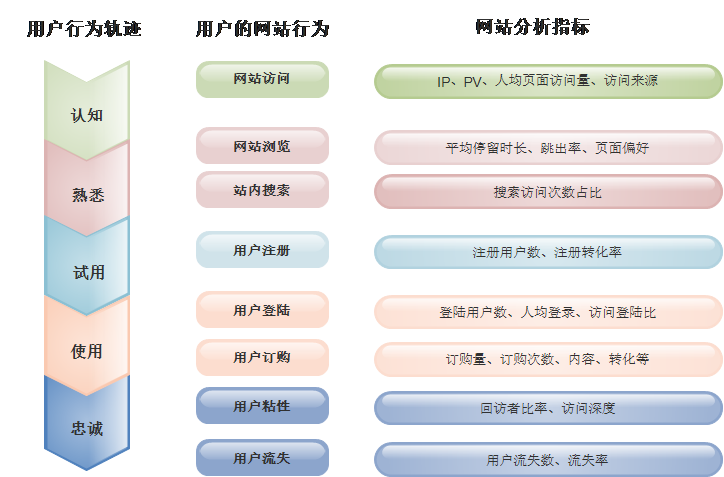 用户行为轨迹 用户的网站行为 网站分析指标
认知 网站访问 IP、PV、人均页面访问量、访问来源
熟悉 网站浏览 平均停留时长、跳出率、页面偏好
站内搜索 搜索访问次数占比
试用 用户注册 注册用户数、注册转化率
使用 用户登陆 登陆用户数、人均登录、访问登陆比
用户订购 订购量、订购次数、内容、转化等
忠诚 用户粘性 回访者比率、访问深度
用户流失 用户流失数、流失率